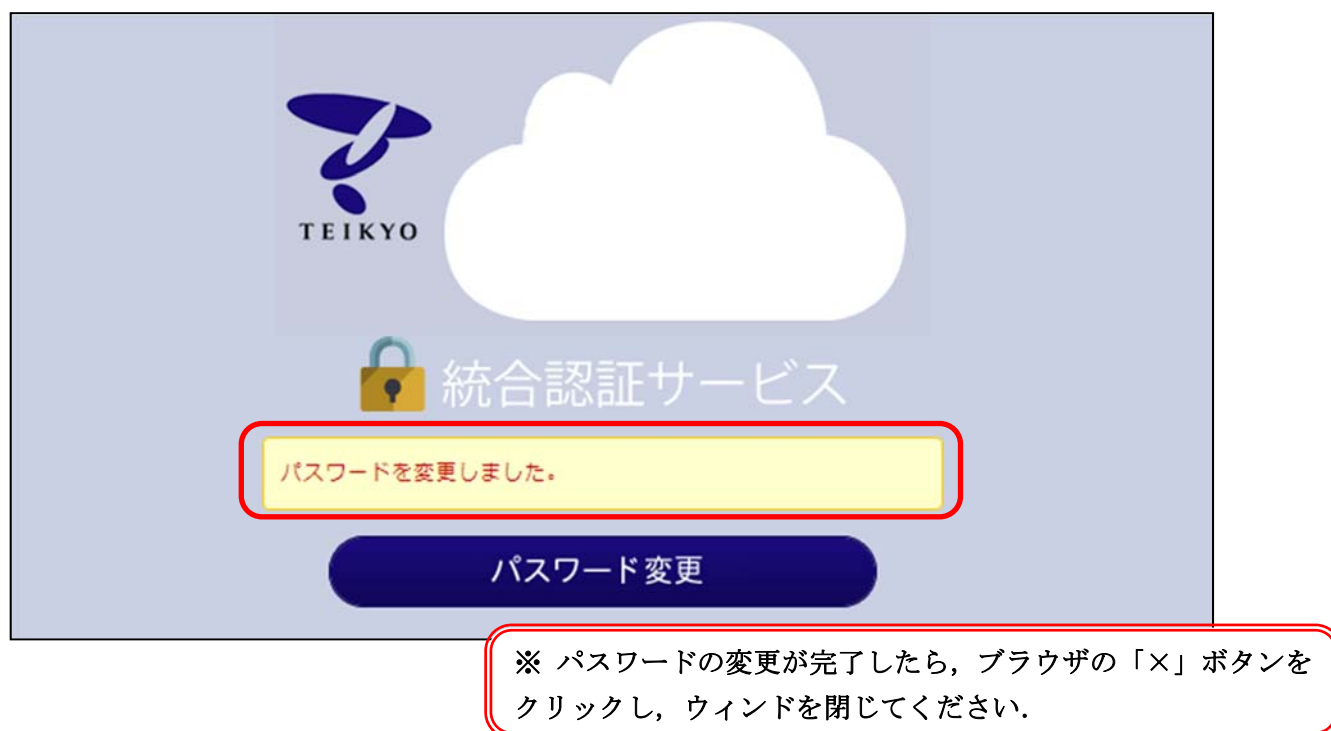 TEIKYO
統合認証サービス
パスワードを変更しました。
パスワード変更
※ パスワードの変更が完了したら，ブラウザの「×」ボタンを
クリックし，ウィンドを閉じてください．